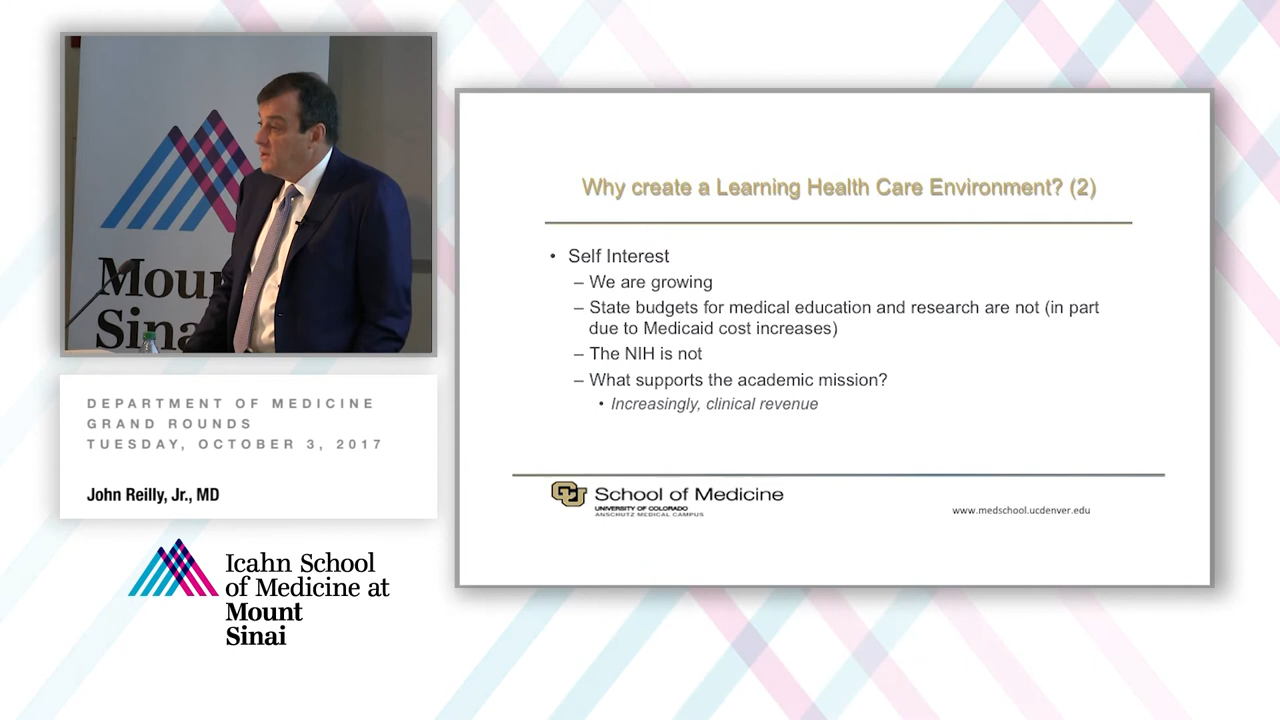 Mou
Sina
DEPARTMENT OF MEDICINE
GRAND ROUNDS
TUESDAY, OCTOBER 3, 2017
John Reilly, Jr., MD
Icahn School
of Medicine at
Mount
Sinai
Why create a Learning Health Care Environment? (2)
• Self Interest
– We are growing
– State budgets for medical education and research are not (in part
due to Medicaid cost increases)
– The NIH is not
– What supports the academic mission?
• Increasingly, clinical revenue
CU School of Medicine
UNIVERSITY OF COLORADO
ANSCHUTZ MEDICAL CAMPUS
www.medschool.ucdenver.edu